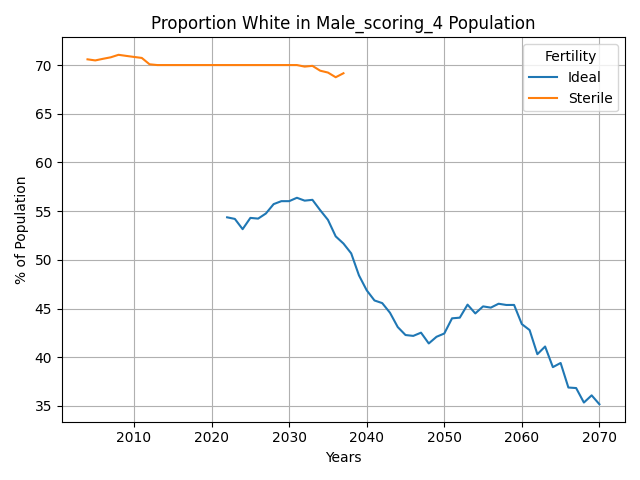 Proportion White in Male_scoring_4 Population
% of Population
70
65
60
55
50
45
40
35
Fertility
Ideal
Sterile
2010
2020
2030
2040
2050
2060
2070
Years